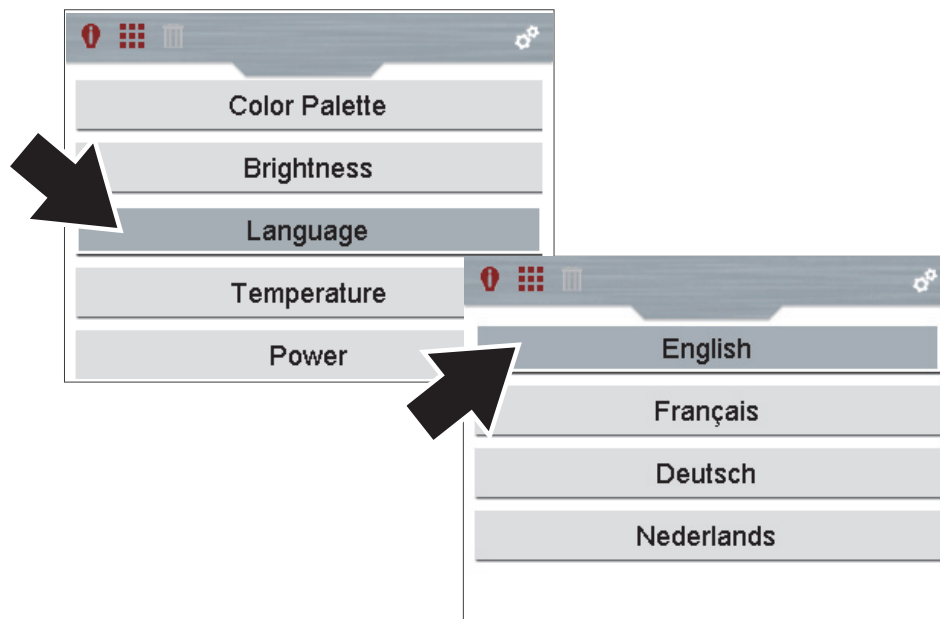 Color Palette
Brightness
Language
Temperature
Power
English
Français
Deutsch
Nederlands